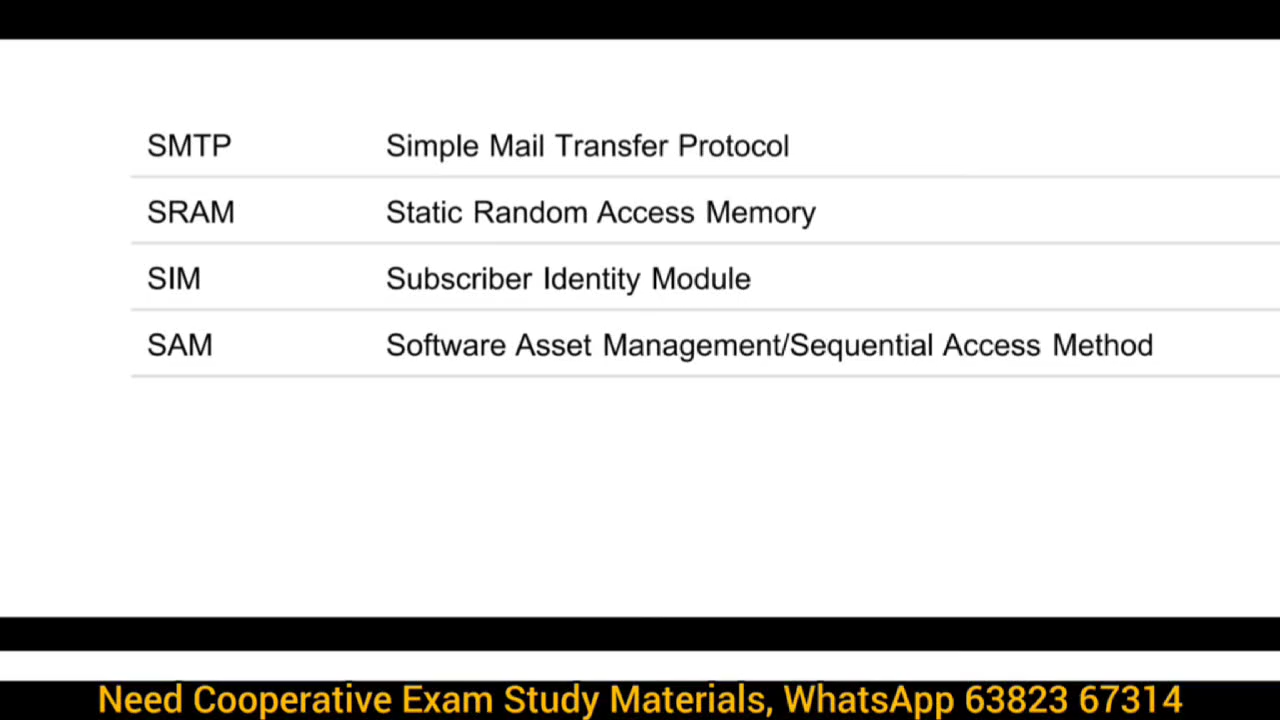 SMTP Simple Mail Transfer Protocol
SRAM Static Random Access Memory
SIM Subscriber Identity Module
SAM Software Asset Management/Sequential Access Method
Need Cooperative Exam Study Materials, WhatsApp 63823 67314